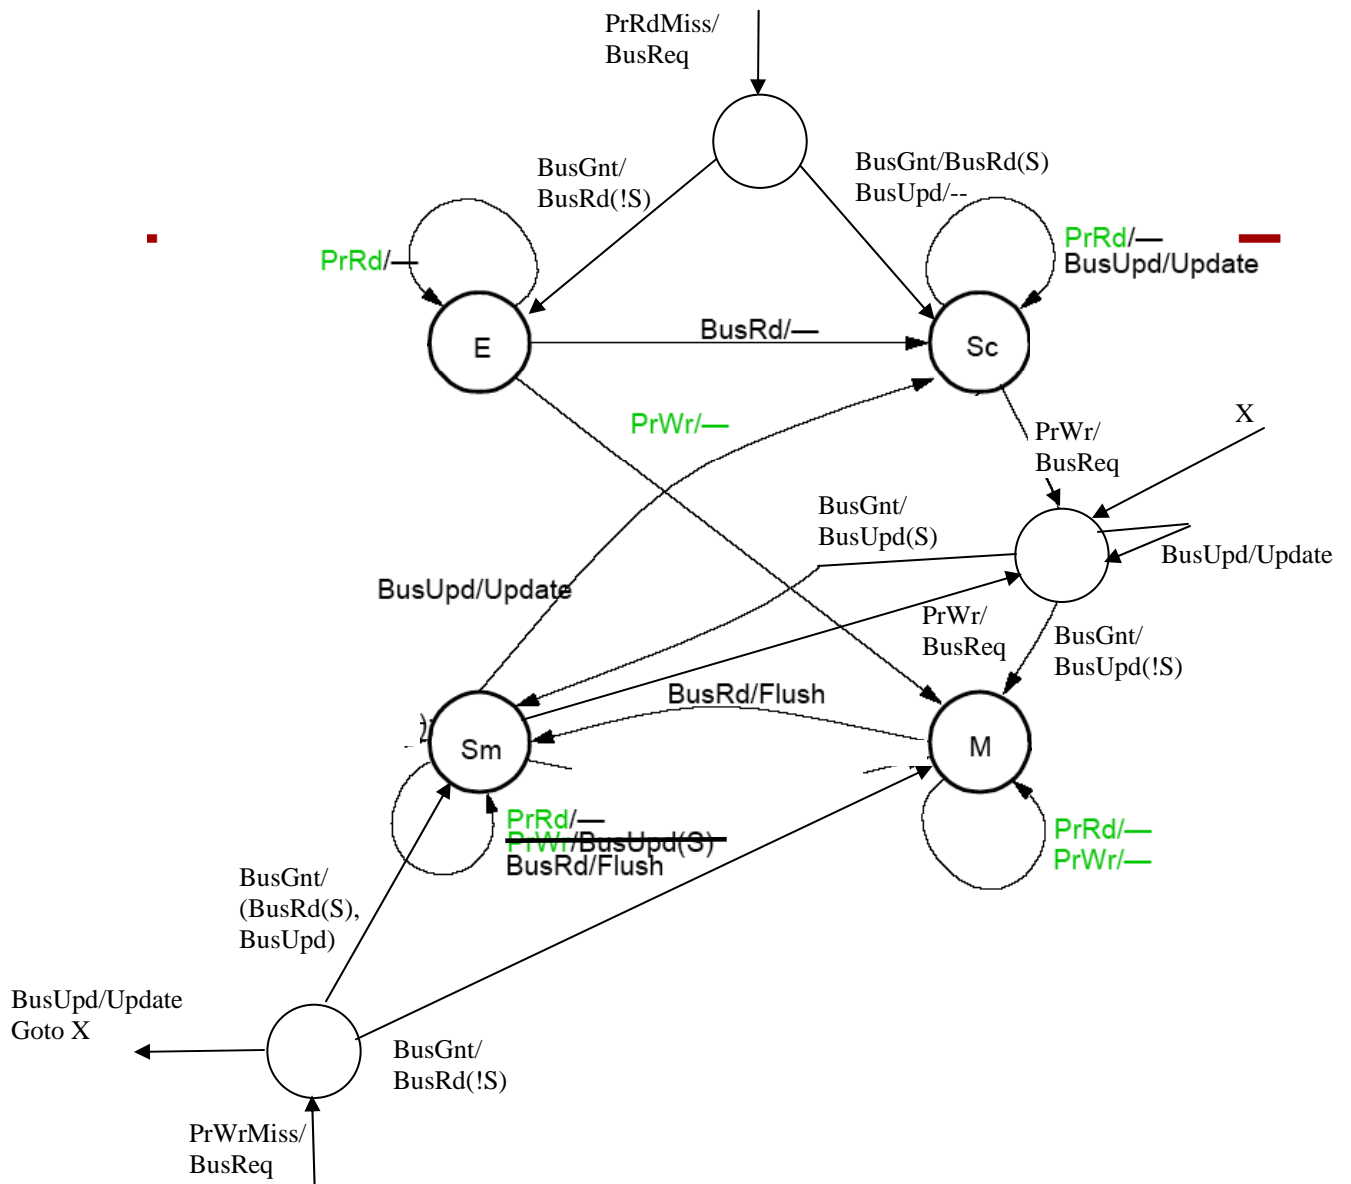 PrRdMiss/
BusReq
BusGnt/
BusRd(!S)
BusGnt/BusRd(S)
BusUpd/--
PrRd/—
PrRd/—
BusUpd/Update
E
BusRd/—
Sc
PrWr/—
X
PrWr/
BusReq
BusGnt/
BusUpd(S)
BusUpd/Update
BusUpd/Update
PrWr/
BusReq
BusGnt/
BusUpd(!S)
BusRd/Flush
Sm
M
PrRd/—
PrWr/BusUpd(S)
BusRd/Flush
PrRd/—
PrWr/—
BusGnt/
(BusRd(S),
BusUpd)
BusUpd/Update
Goto X
BusGnt/
BusRd(!S)
PrWrMiss/
BusReq